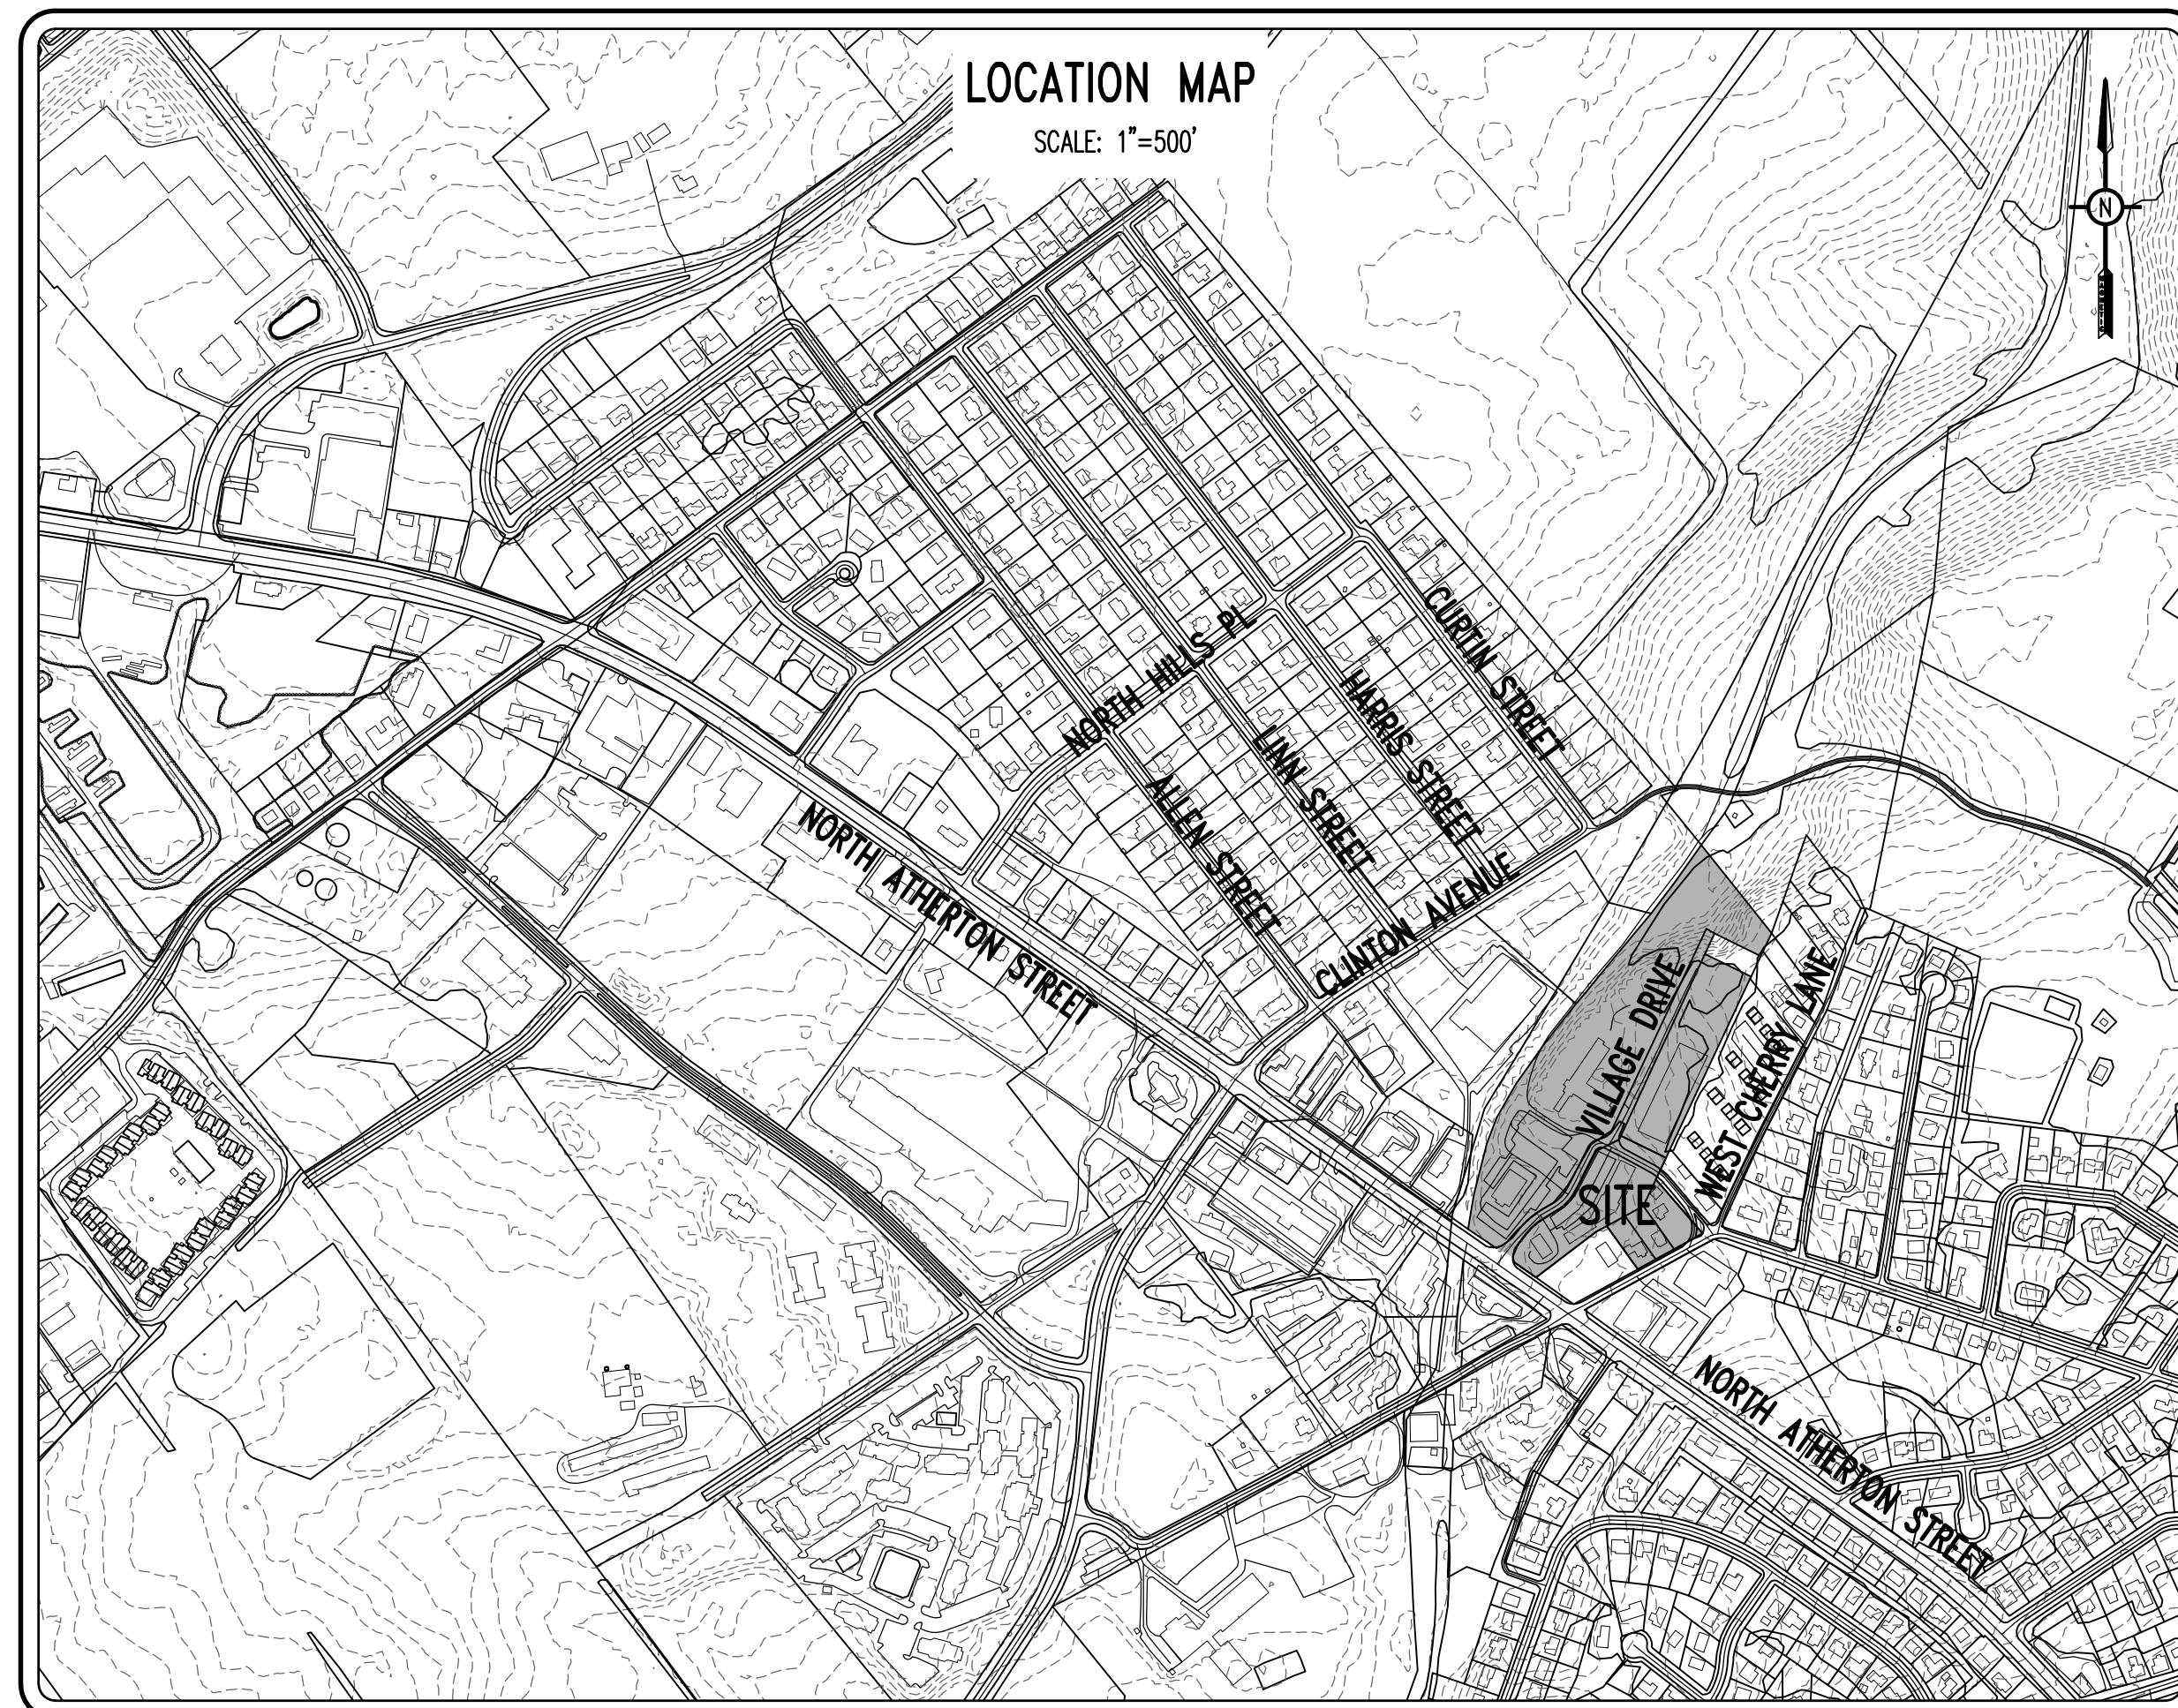 LOCATION MAP
SCALE: 1"=500'
N
CURTIN STREET
NORTH HILLS PL
HARRIS STREET
LINN STREET
ALLEN STREET
NORTH ATHERTON STREET
CLINTON AVENUE
VILLAGE DRIVE
WEST CHERRY LANE
SITE
NORTH ATHERTON STREET